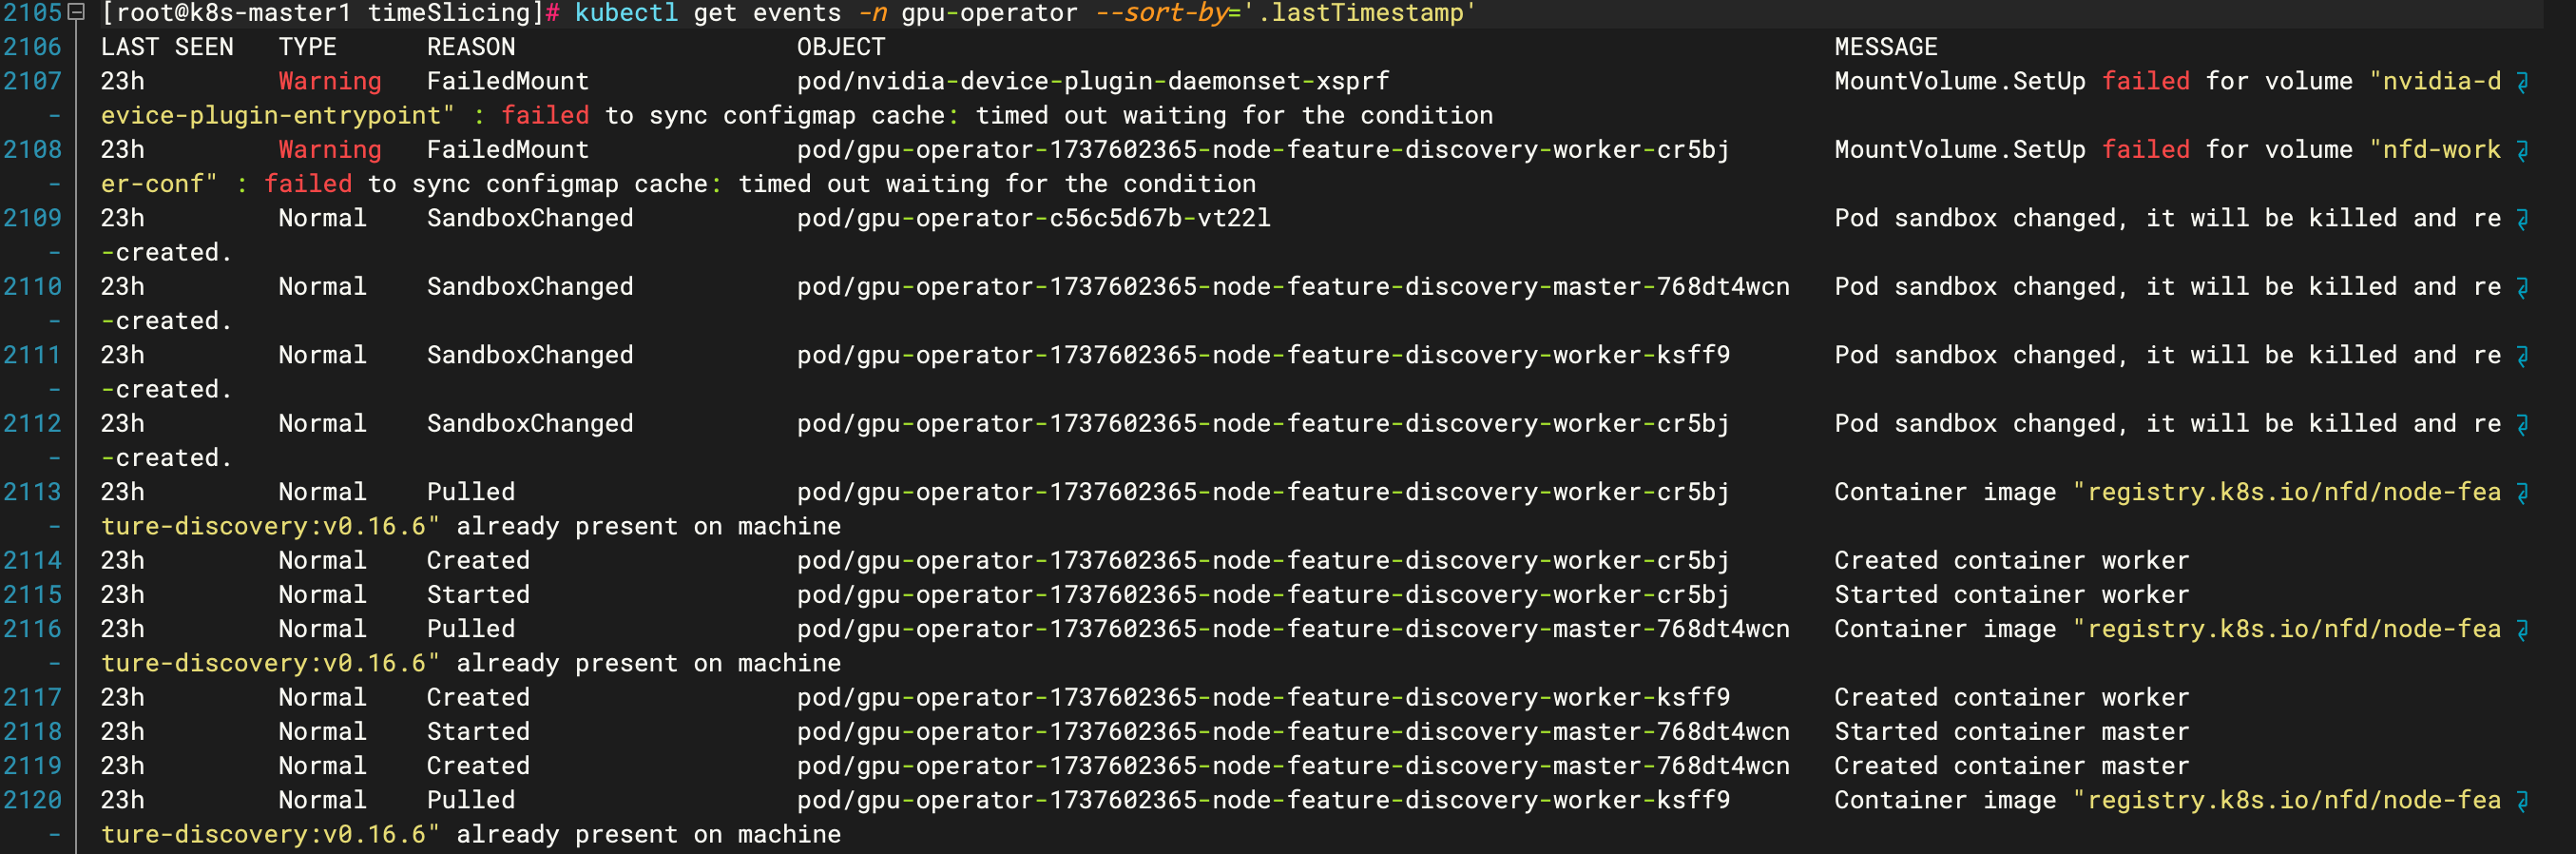 2105 [root@k8s-master1 timeSlicing]# kubectl get events -n gpu-operator --sort-by='.lastTimestamp'
2106 LAST SEEN   TYPE      REASON                   OBJECT                                                                MESSAGE
2107 23h         Warning   FailedMount              pod/nvidia-device-plugin-daemonset-xsprf                              MountVolume.SetUp failed for volume "nvidia-d
- evice-plugin-entrypoint" : failed to sync configmap cache: timed out waiting for the condition
2108 23h         Warning   FailedMount              pod/gpu-operator-1737602365-node-feature-discovery-worker-cr5bj       MountVolume.SetUp failed for volume "nfd-work
- er-conf" : failed to sync configmap cache: timed out waiting for the condition
2109 23h         Normal    SandboxChanged           pod/gpu-operator-c56c5d67b-vt22l                                      Pod sandbox changed, it will be killed and re
- -created.
2110 23h         Normal    SandboxChanged           pod/gpu-operator-1737602365-node-feature-discovery-master-768dt4wcn   Pod sandbox changed, it will be killed and re
- -created.
2111 23h         Normal    SandboxChanged           pod/gpu-operator-1737602365-node-feature-discovery-worker-ksff9       Pod sandbox changed, it will be killed and re
- -created.
2112 23h         Normal    SandboxChanged           pod/gpu-operator-1737602365-node-feature-discovery-worker-cr5bj       Pod sandbox changed, it will be killed and re
- -created.
2113 23h         Normal    Pulled                   pod/gpu-operator-1737602365-node-feature-discovery-worker-cr5bj       Container image "registry.k8s.io/nfd/node-fea
- ture-discovery:v0.16.6" already present on machine
2114 23h         Normal    Created                  pod/gpu-operator-1737602365-node-feature-discovery-worker-cr5bj       Created container worker
2115 23h         Normal    Started                  pod/gpu-operator-1737602365-node-feature-discovery-worker-cr5bj       Started container worker
2116 23h         Normal    Pulled                   pod/gpu-operator-1737602365-node-feature-discovery-master-768dt4wcn   Container image "registry.k8s.io/nfd/node-fea
- ture-discovery:v0.16.6" already present on machine
2117 23h         Normal    Created                  pod/gpu-operator-1737602365-node-feature-discovery-worker-ksff9       Created container worker
2118 23h         Normal    Started                  pod/gpu-operator-1737602365-node-feature-discovery-master-768dt4wcn   Started container master
2119 23h         Normal    Created                  pod/gpu-operator-1737602365-node-feature-discovery-master-768dt4wcn   Created container master
2120 23h         Normal    Pulled                   pod/gpu-operator-1737602365-node-feature-discovery-worker-ksff9       Container image "registry.k8s.io/nfd/node-fea
- ture-discovery:v0.16.6" already present on machine